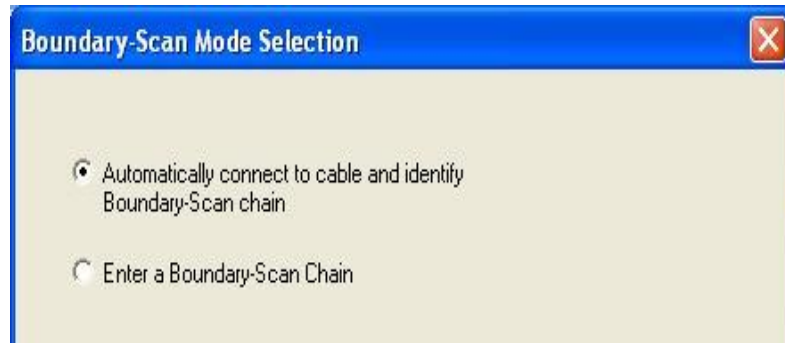 Boundary-Scan Mode Selection
Automatically connect to cable and identify
Boundary-Scan chain
Enter a Boundary-Scan Chain